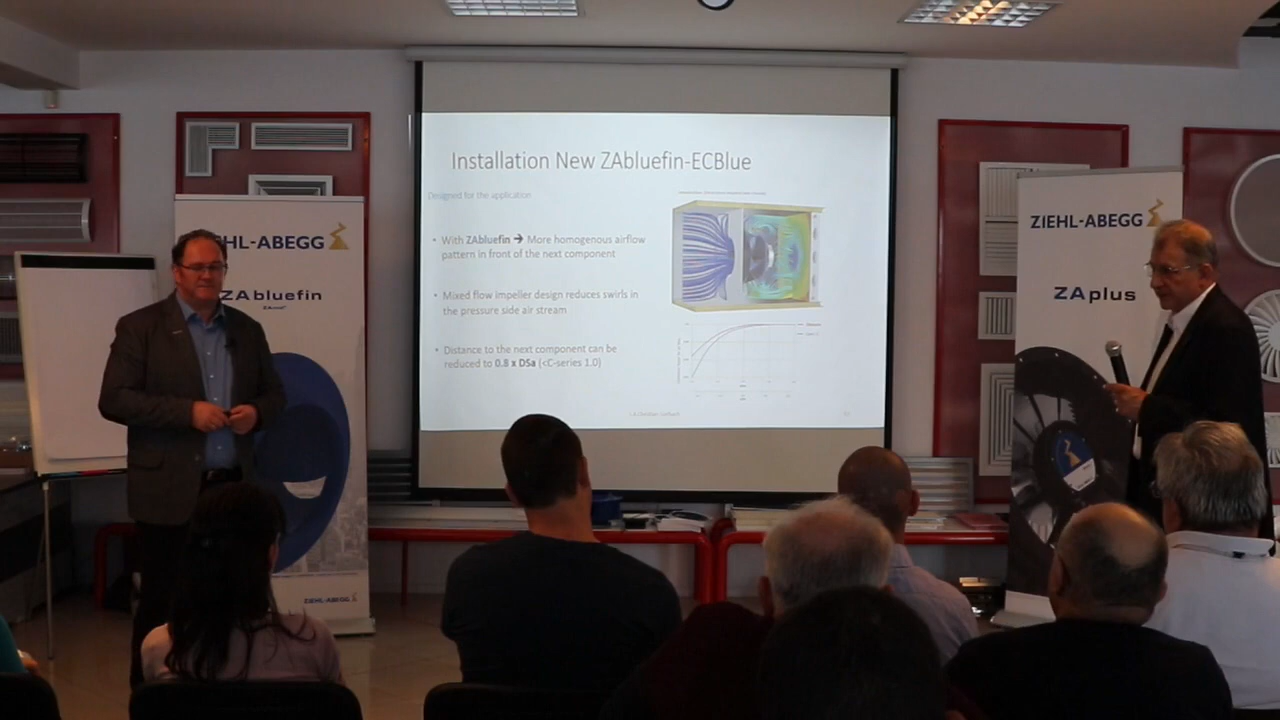 Installation New ZAbluefin-ECBlue
Designed for the application
• With ZAbluefin ➔ More homogenous airflow
pattern in front of the next component
• Mixed flow impeller design reduces swirls in
the pressure side air stream
• Distance to the next component can be
reduced to 0.8 x DSa (<C-series 1.0)
EHL-ABEGG
ZAbluefin
ZIEHL-ABEGG
ZIEHL-ABEGG
ZAplus